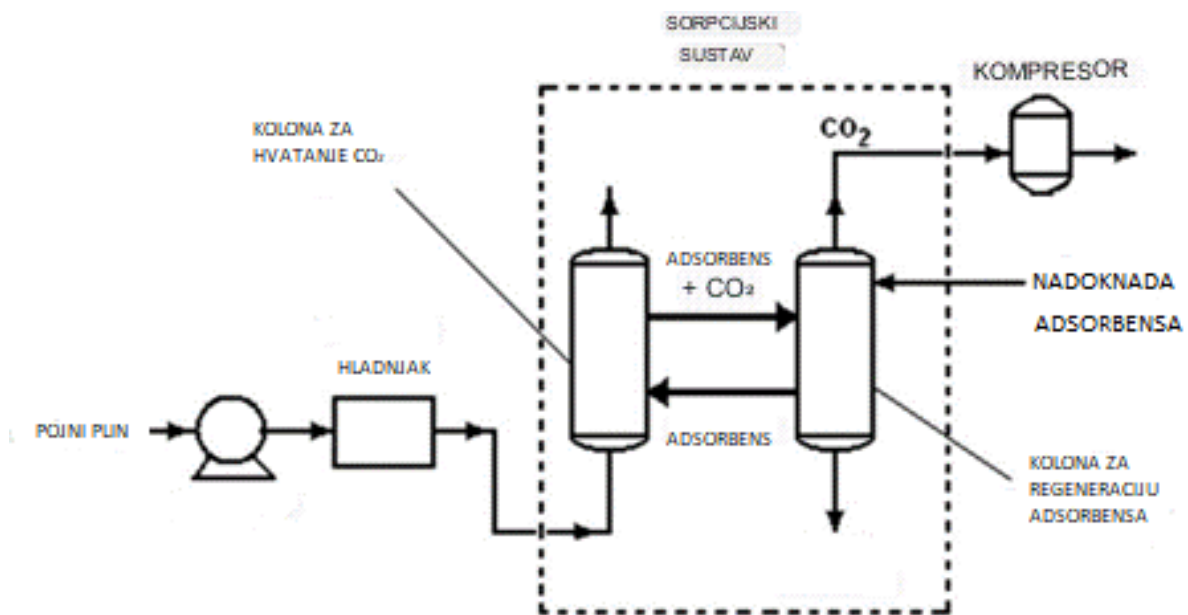 SORPCIJSKI
SUSTAV
KOMPRESOR
KOLONA ZA
HVATANJE CO₂
CO₂
ADSORBENS
+ CO₂
NADOKNADA
ADSORBENSA
HLADNJAK
POJNI PLIN
ADSORBENS
KOLONA ZA
REGENERACIJU
ADSORBENSA